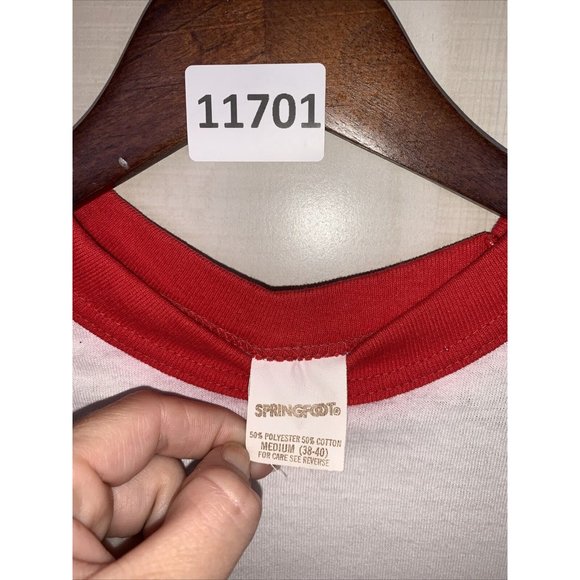 11701
SPRINGFOOT®
50% POLYESTER 50% COTTON
MEDIUM (38-40)
FOR CARE SEE REVERSE